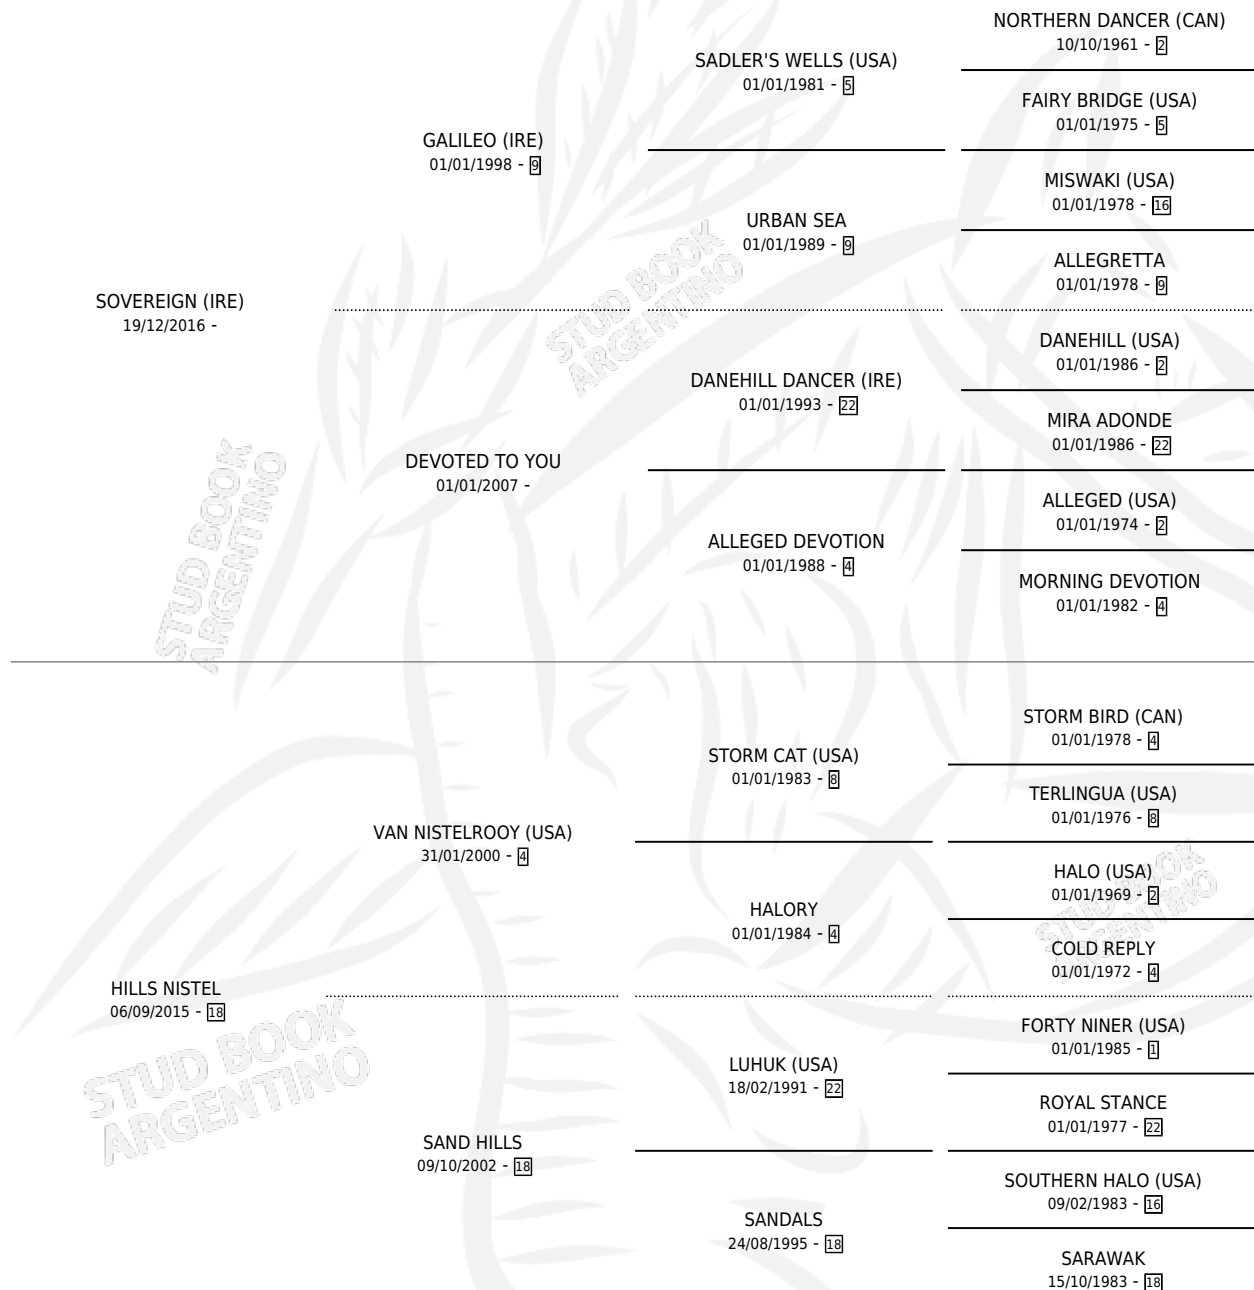 NORTHERN DANCER (CAN)
10/10/1961 - 2
SADLER'S WELLS (USA)
01/01/1981 - 5
FAIRY BRIDGE (USA)
01/01/1975 - 5
GALILEO (IRE)
01/01/1998 - 9
MISWAKI (USA)
01/01/1978 - 16
URBAN SEA
01/01/1989 - 9
ALLEGRETTA
01/01/1978 - 9
SOVEREIGN (IRE)
19/12/2016 -
DANEHILL (USA)
01/01/1986 - 2
DANEHILL DANCER (IRE)
01/01/1993 - 22
MIRA ADONDE
01/01/1986 - 22
DEVOTED TO YOU
01/01/2007 -
ALLEGED (USA)
01/01/1974 - 2
ALLEGED DEVOTION
01/01/1988 - 4
MORNING DEVOTION
01/01/1982 - 4
STORM BIRD (CAN)
01/01/1978 - 4
STORM CAT (USA)
01/01/1983 - 8
TERLINGUA (USA)
01/01/1976 - 8
VAN NISTELROOY (USA)
31/01/2000 - 4
HALO (USA)
01/01/1969 - 2
HALORY
01/01/1984 - 4
COLD REPLY
01/01/1972 - 4
HILLS NISTEL
06/09/2015 - 18
FORTY NINER (USA)
01/01/1985 - 1
LUHUK (USA)
18/02/1991 - 22
ROYAL STANCE
01/01/1977 - 22
SAND HILLS
09/10/2002 - 18
SOUTHERN HALO (USA)
09/02/1983 - 16
SANDALS
24/08/1995 - 18
SARAWAK
15/10/1983 - 18
STUD BOOK
ARGENTINO
STUD BOOK
ARGENTINO
STUD BOOK
ARGENTINO
STUD BOOK
ARGENTINO